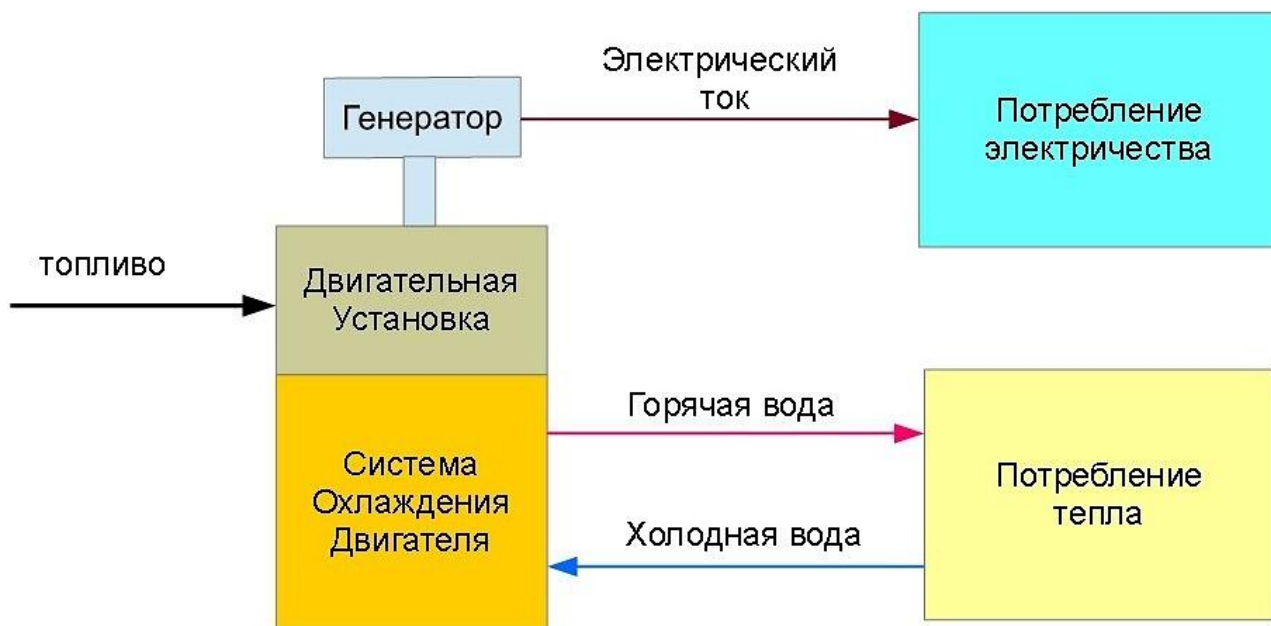 Электрический
ток
Генератор
Потребление
электричества
топливо
Двигательная
Установка
Горячая вода
Система
Охлаждения
Двигателя
Потребление
тепла
Холодная вода